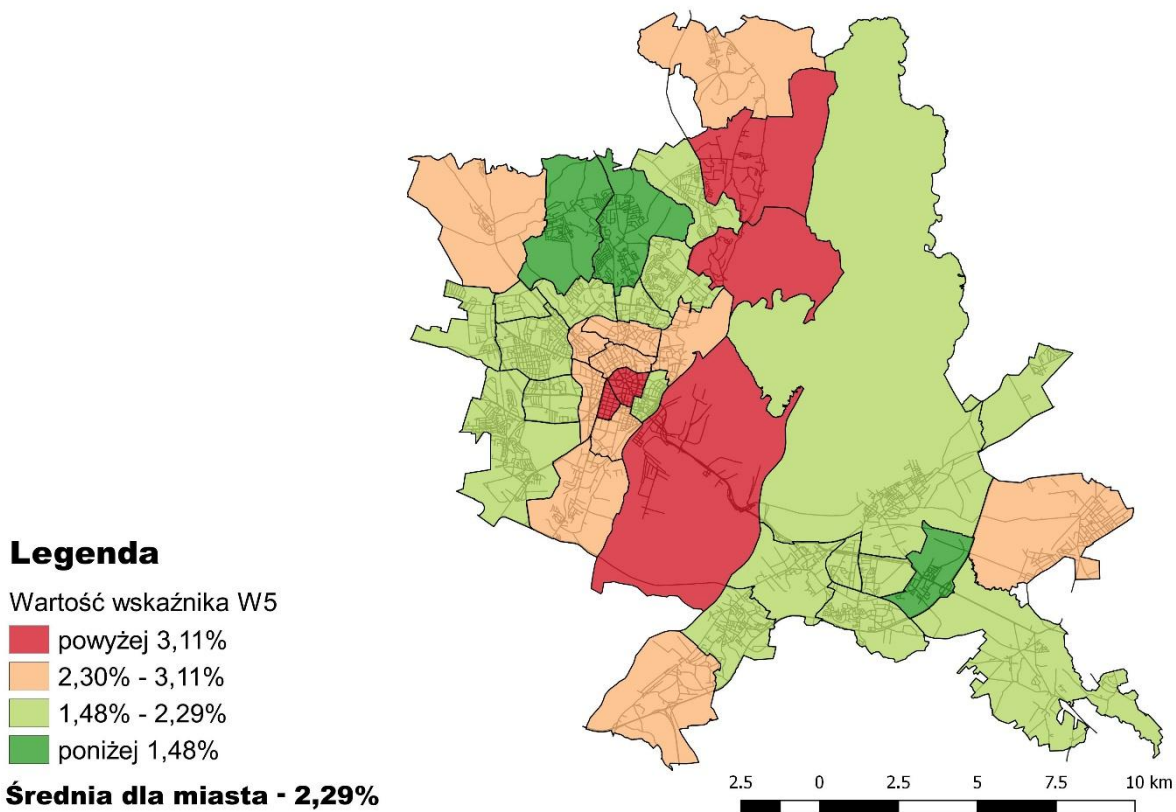 Legenda
Wartość wskaźnika W5
powyżej 3,11%
2,30% - 3,11%
1,48% - 2,29%
poniżej 1,48%
Średnia dla miasta - 2,29%
2.5 0 2.5 5 7.5 10 km